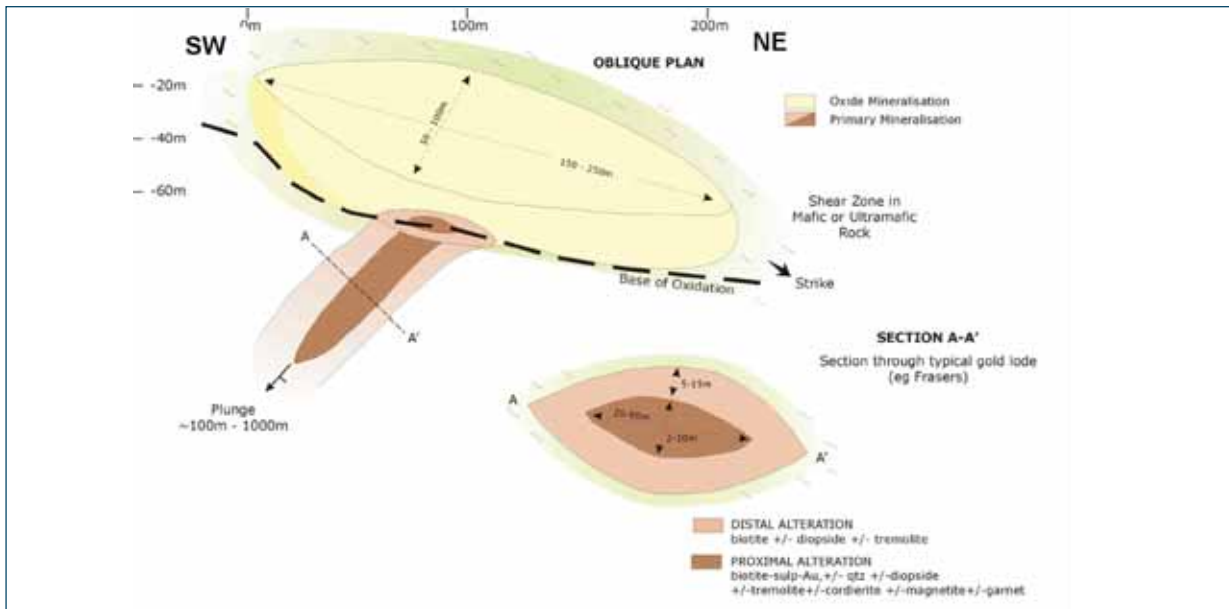 0m
100m
200m
SW
NE
OBLIQUE PLAN
-20m
-40m
-60m
Oxide Mineralisation
Primary Mineralisation
150 - 250m
Shear Zone in
Mafic or Ultramafic
Rock
Strike
Base of Oxidation
A
A'
Plunge
~100m - 1000m
SECTION A-A'
Section through typical gold lode
(eg Frasers)
5-15m
A
A'
DISTAL ALTERATION
biotite +/- diopside +/- tremolite
PROXIMAL ALTERATION
biotite-sulp-Au,+/- qtz +/-diopside
+/-tremolite+/-cordierite +/-magnetite+/-garnet